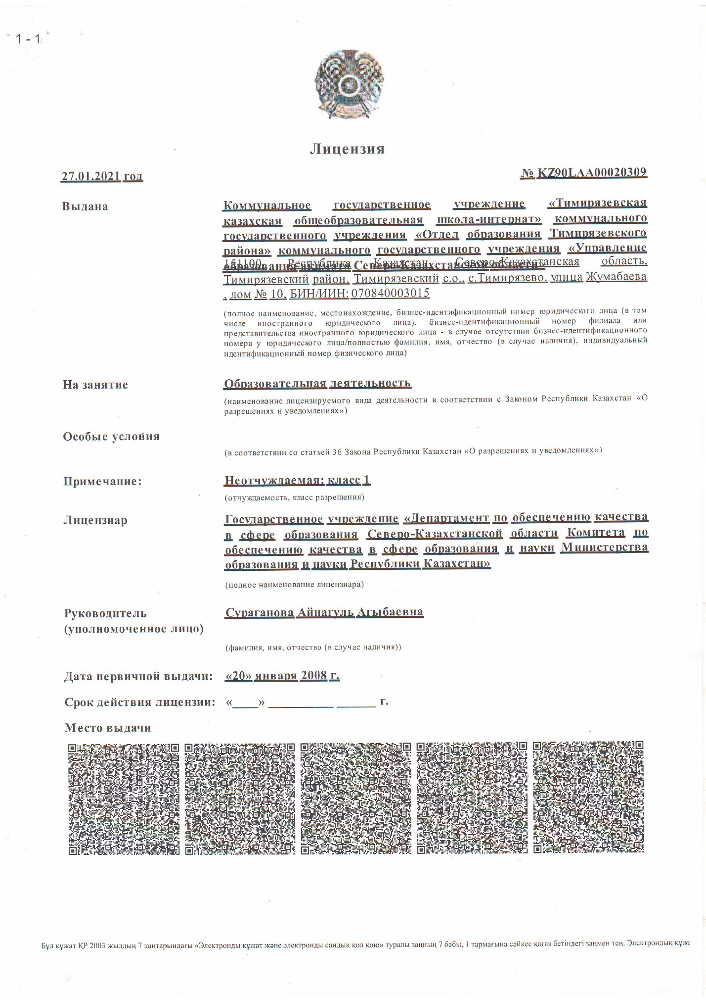 1 - 1
Лицензия
27.01.2021 год
№ KZ90LAA00020309
Выдана
Коммунальное государственное учреждение «Тимирязевская
казахская общеобразовательная школа-интернат» коммунального
государственного учреждения «Отдел образования Тимирязевского
района» коммунального государственного учреждения «Управление
образования акимата Северо-Казахстанской области»
151100, Республика Казахстан, Северо-Казахстанская область,
Тимирязевский район, Тимирязевский с.о., с.Тимирязево, улица Жумабаева
, дом № 10, БИН/ИИН: 070840003015
(полное наименование, местонахождение, бизнес-идентификационный номер юридического лица (в том
числе иностранного юридического лица), бизнес-идентификационный номер филиала или
представительства иностранного юридического лица - в случае отсутствия бизнес-идентификационного
номера у юридического лица/полностью фамилия, имя, отчество (в случае наличия), индивидуальный
идентификационный номер физического лица)
На занятие
Образовательная деятельность
(наименование лицензируемого вида деятельности в соответствии с Законом Республики Казахстан «О
разрешениях и уведомлениях»)
Особые условия
(в соответствии со статьей 36 Закона Республики Казахстан «О разрешениях и уведомлениях»)
Примечание:
Неотчуждаемая; класс 1
(отчуждаемость, класс разрешения)
Лицензиар
Государственное учреждение «Департамент по обеспечению качества
в сфере образования Северо-Казахстанской области Комитета по
обеспечению качества в сфере образования и науки Министерства
образования и науки Республики Казахстан»
(полное наименование лицензиара)
Руководитель
(уполномоченное лицо)
Сураганова Айнагуль Агыбаевна
(фамилия, имя, отчество (в случае наличия))
Дата первичной выдачи: «20» января 2008 г.
Срок действия лицензии: «____» __________ ______ г.
Место выдачи
Бұл құжат ҚР 2003 жылдың 7 қаңтарындағы «Электронды құжат және электронды сандық қол қою» туралы заңның 7 бабы, 1 тармағына сәйкес қағаз бетіндегі заңмен тең. Электрондық құжа